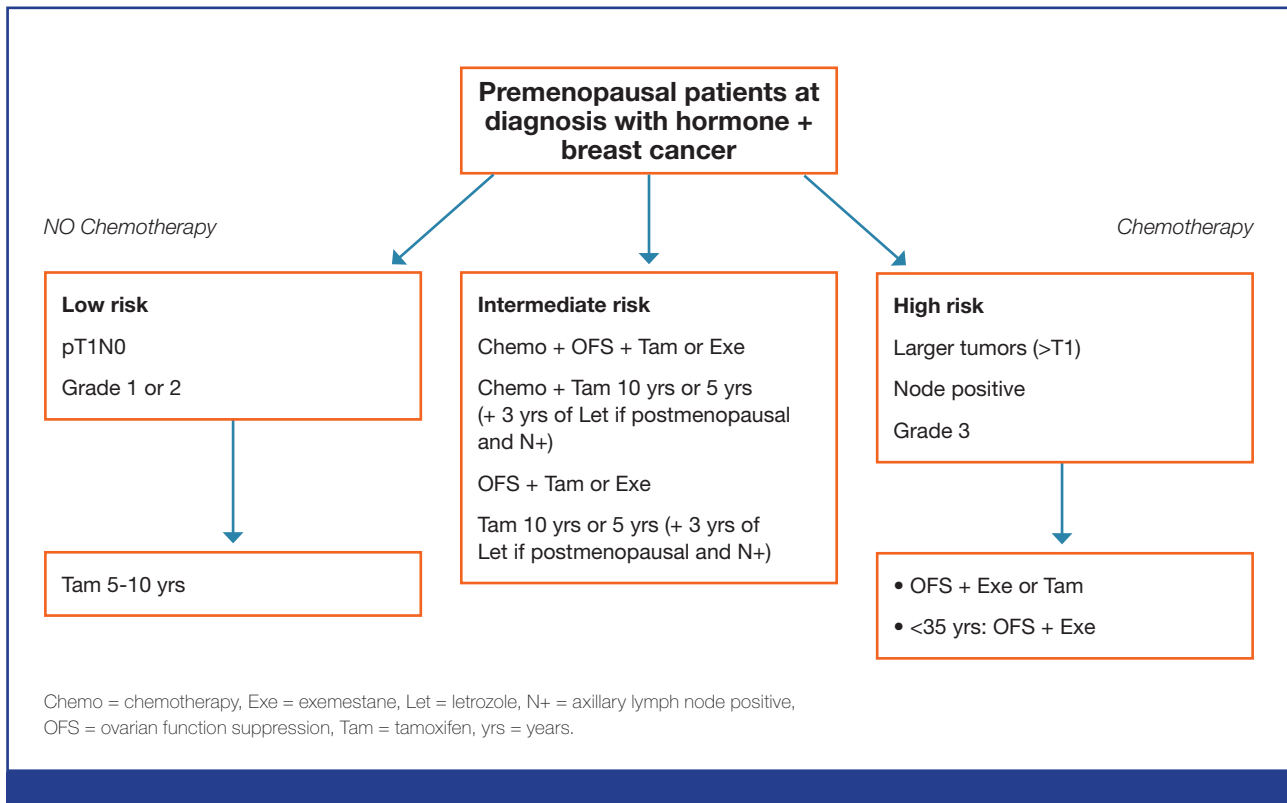 Premenopausal patients at
diagnosis with hormone +
breast cancer
NO Chemotherapy
Chemotherapy
Low risk
pT1N0
Grade 1 or 2
Intermediate risk
Chemo + OFS + Tam or Exe
Chemo + Tam 10 yrs or 5 yrs
(+ 3 yrs of Let if postmenopausal
and N+)
OFS + Tam or Exe
Tam 10 yrs or 5 yrs (+ 3 yrs of
Let if postmenopausal and N+)
High risk
Larger tumors (>T1)
Node positive
Grade 3
Tam 5-10 yrs
• OFS + Exe or Tam
• <35 yrs: OFS + Exe
Chemo = chemotherapy, Exe = exemestane, Let = letrozole, N+ = axillary lymph node positive,
OFS = ovarian function suppression, Tam = tamoxifen, yrs = years.